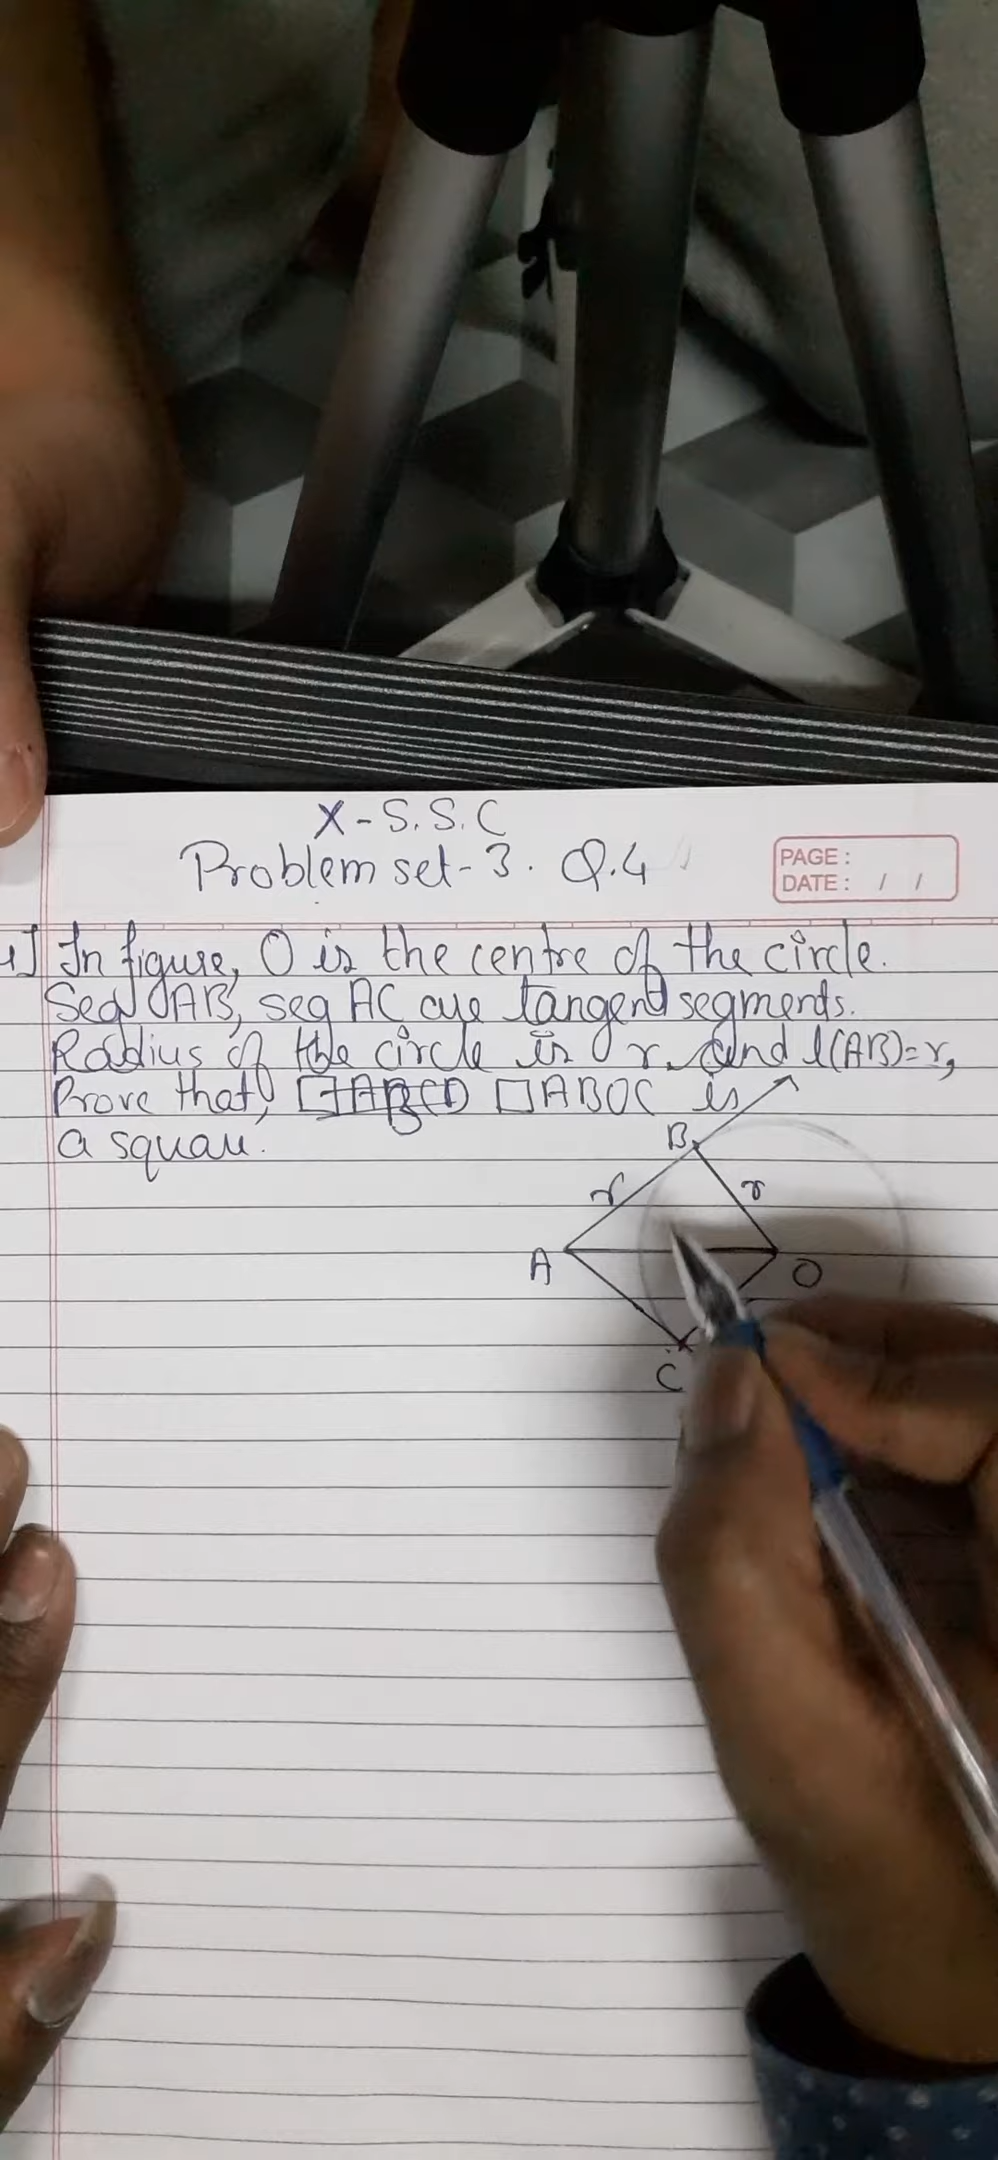 X-S.S.C
Problem set-3. Q.4
PAGE :
DATE : / /
In figure, O is the centre of the circle.
Seg AB, seg AC are tangent segments.
Radius of the circle is r and l(AB)=r,
Prove that, □ABCD □ABOC is
a square.
B
r r
A O
C